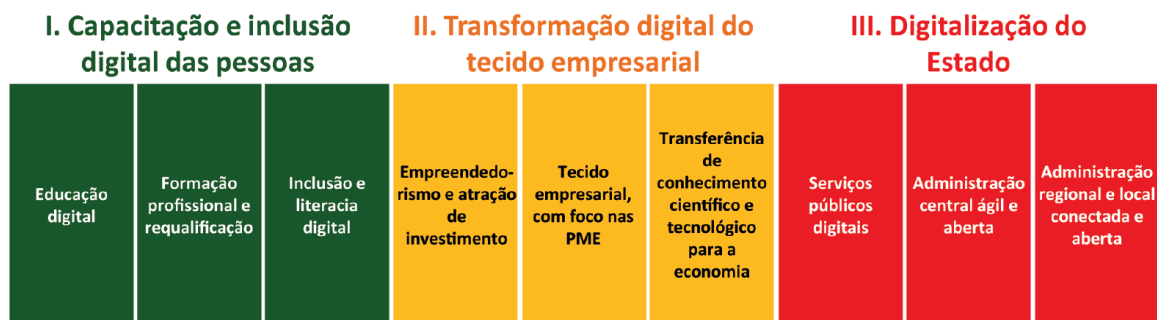 I. Capacitação e inclusão
digital das pessoas
II. Transformação digital do
tecido empresarial
III. Digitalização do
Estado
Educação
digital
Formação
profissional e
requalificação
Inclusão e
literacia
digital
Empreendedo-
rismo e atração
de
investimento
Tecido
empresarial,
com foco nas
PME
Transferência
de
conhecimento
científico e
tecnológico
para a
economia
Serviços
públicos
digitais
Administração
central ágil e
aberta
Administração
regional e local
conectada e
aberta